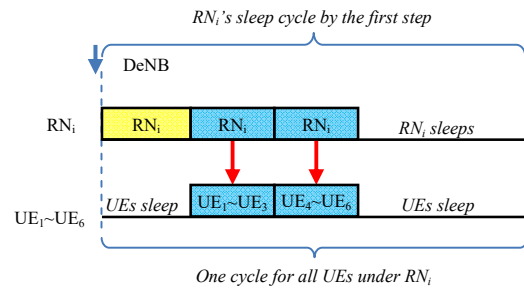 RNi's sleep cycle by the first step
DeNB
RNi RNi RNi RNi RNi sleeps
UEs sleep UE1~UE3 UE4~UE6 UEs sleep
UE1~UE6
One cycle for all UEs under RNi